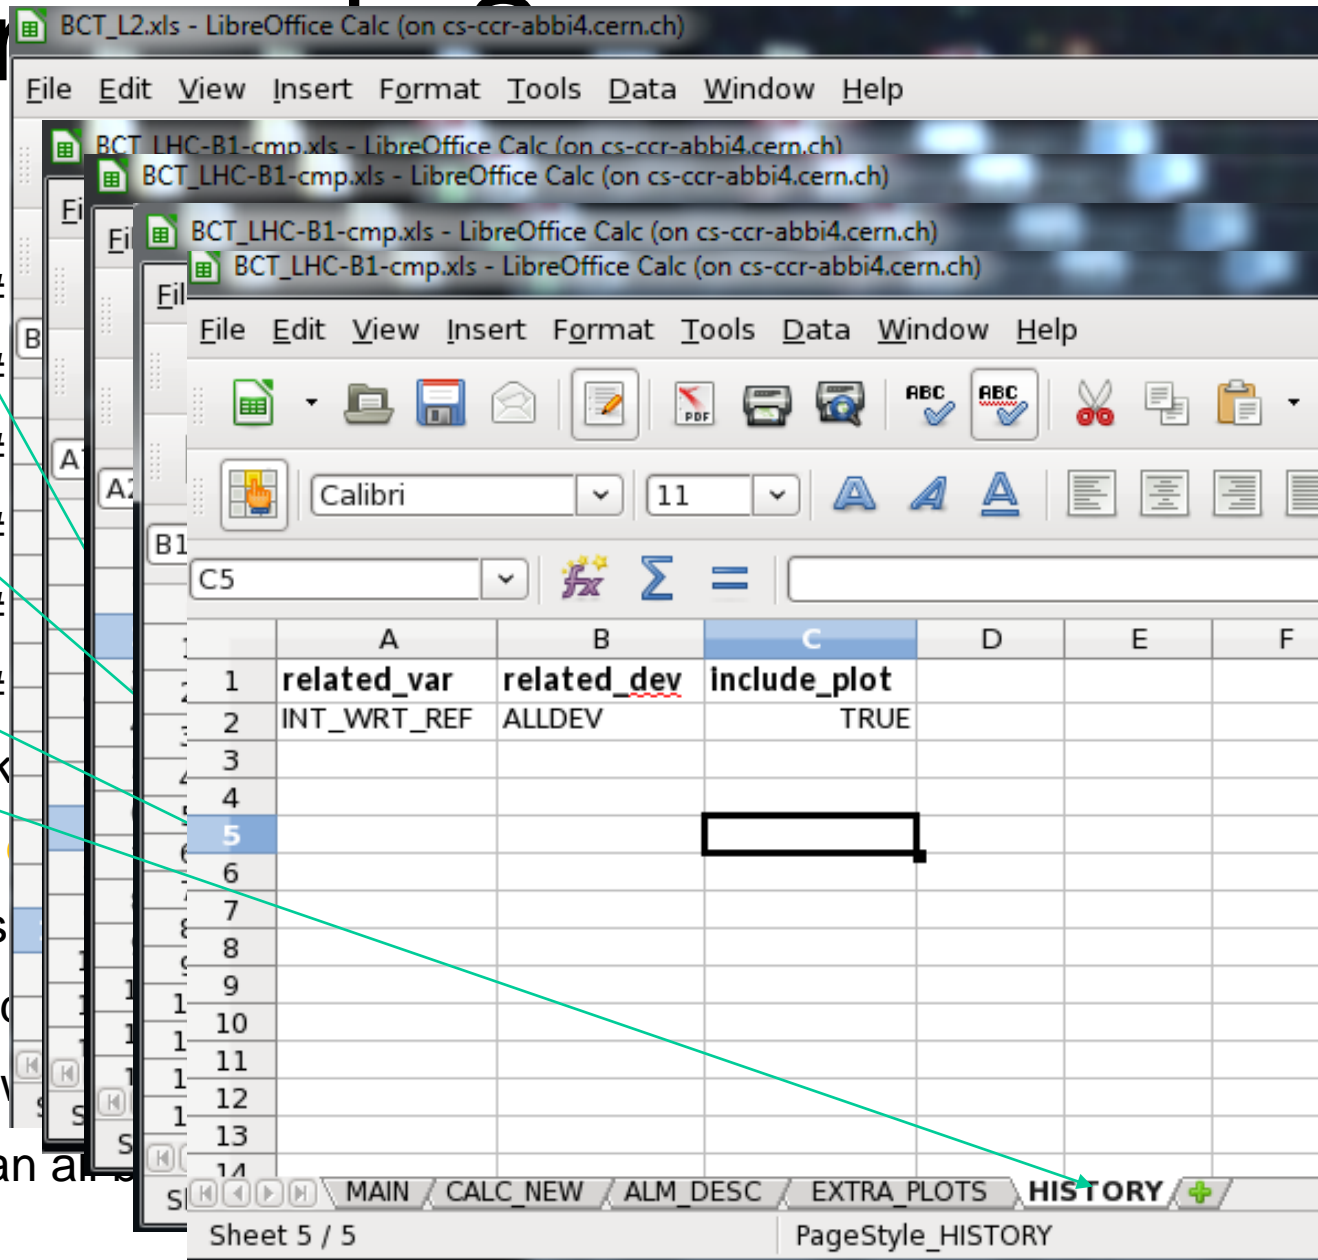 BCT_L2.xls - LibreOffice Calc (on cs-ccr-abbi4.cern.ch)
File Edit View Insert Format Tools Data Window Help
BCT_LHC-B1-cmp.xls - LibreOffice Calc (on cs-ccr-abbi4.cern.ch)
BCT_LHC-B1-cmp.xls - LibreOffice Calc (on cs-ccr-abbi4.cern.ch)
BCT_LHC-B1-cmp.xls - LibreOffice Calc (on cs-ccr-abbi4.cern.ch)
BCT_LHC-B1-cmp.xls - LibreOffice Calc (on cs-ccr-abbi4.cern.ch)
File Edit View Insert Format Tools Data Window Help
PDF ABC ABC
Calibri 11
B1
C5
A B C D E F
1 related_var related_dev include_plot
2 INT_WRT_REF ALLDEV TRUE
3
4
5
6
7
8
9
10
11
12
13
14
MAIN CALC_NEW ALM_DESC EXTRA_PLOTS HISTORY
Sheet 5 / 5 PageStyle_HISTORY